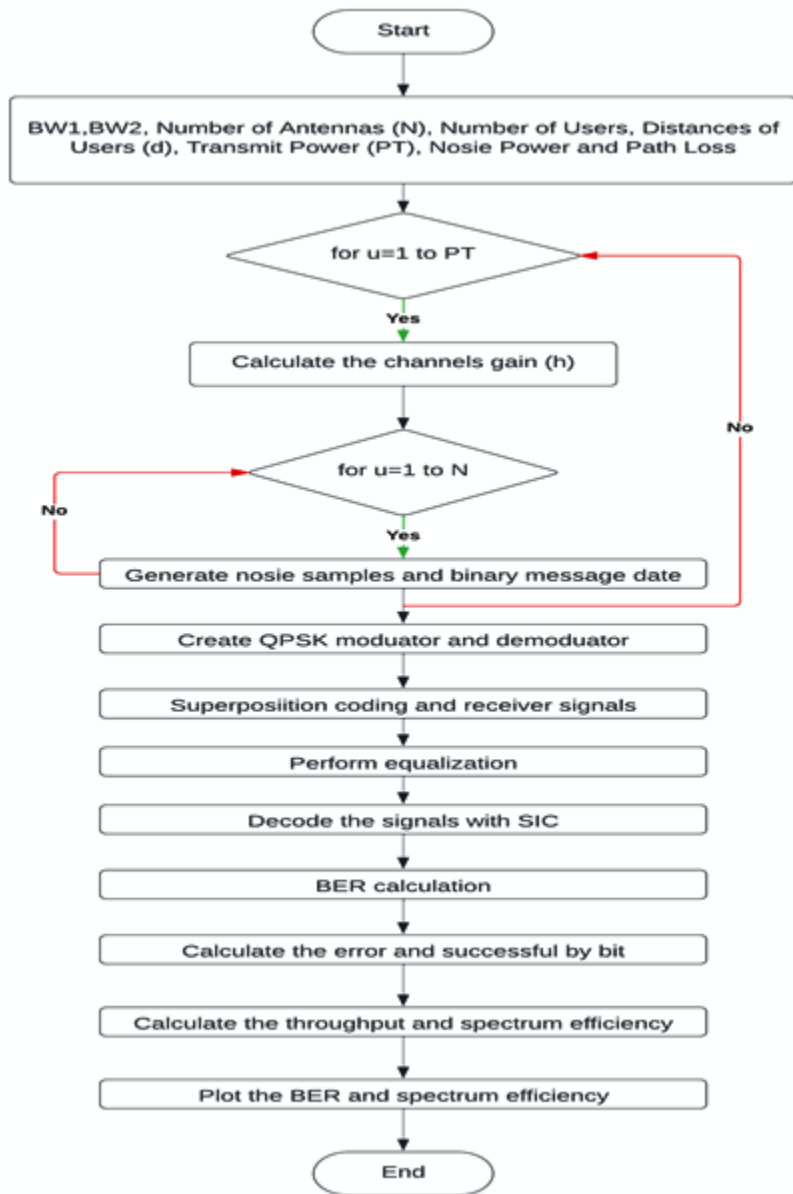 Start
BW1,BW2, Number of Antennas (N), Number of Users, Distances of
Users (d), Transmit Power (PT), Nosie Power and Path Loss
for u=1 to PT
Yes
Calculate the channels gain (h)
No
for u=1 to N
No
Yes
Generate nosie samples and binary message date
Create QPSK moduator and demoduator
Superposiition coding and receiver signals
Perform equalization
Decode the signals with SIC
BER calculation
Calculate the error and successful by bit
Calculate the throughput and spectrum efficiency
Plot the BER and spectrum efficiency
End